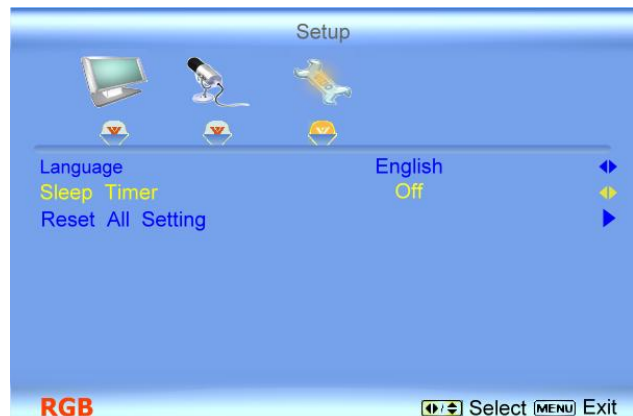 Setup
Language English
Sleep Timer Off
Reset All Setting
RGB Select MENU Exit